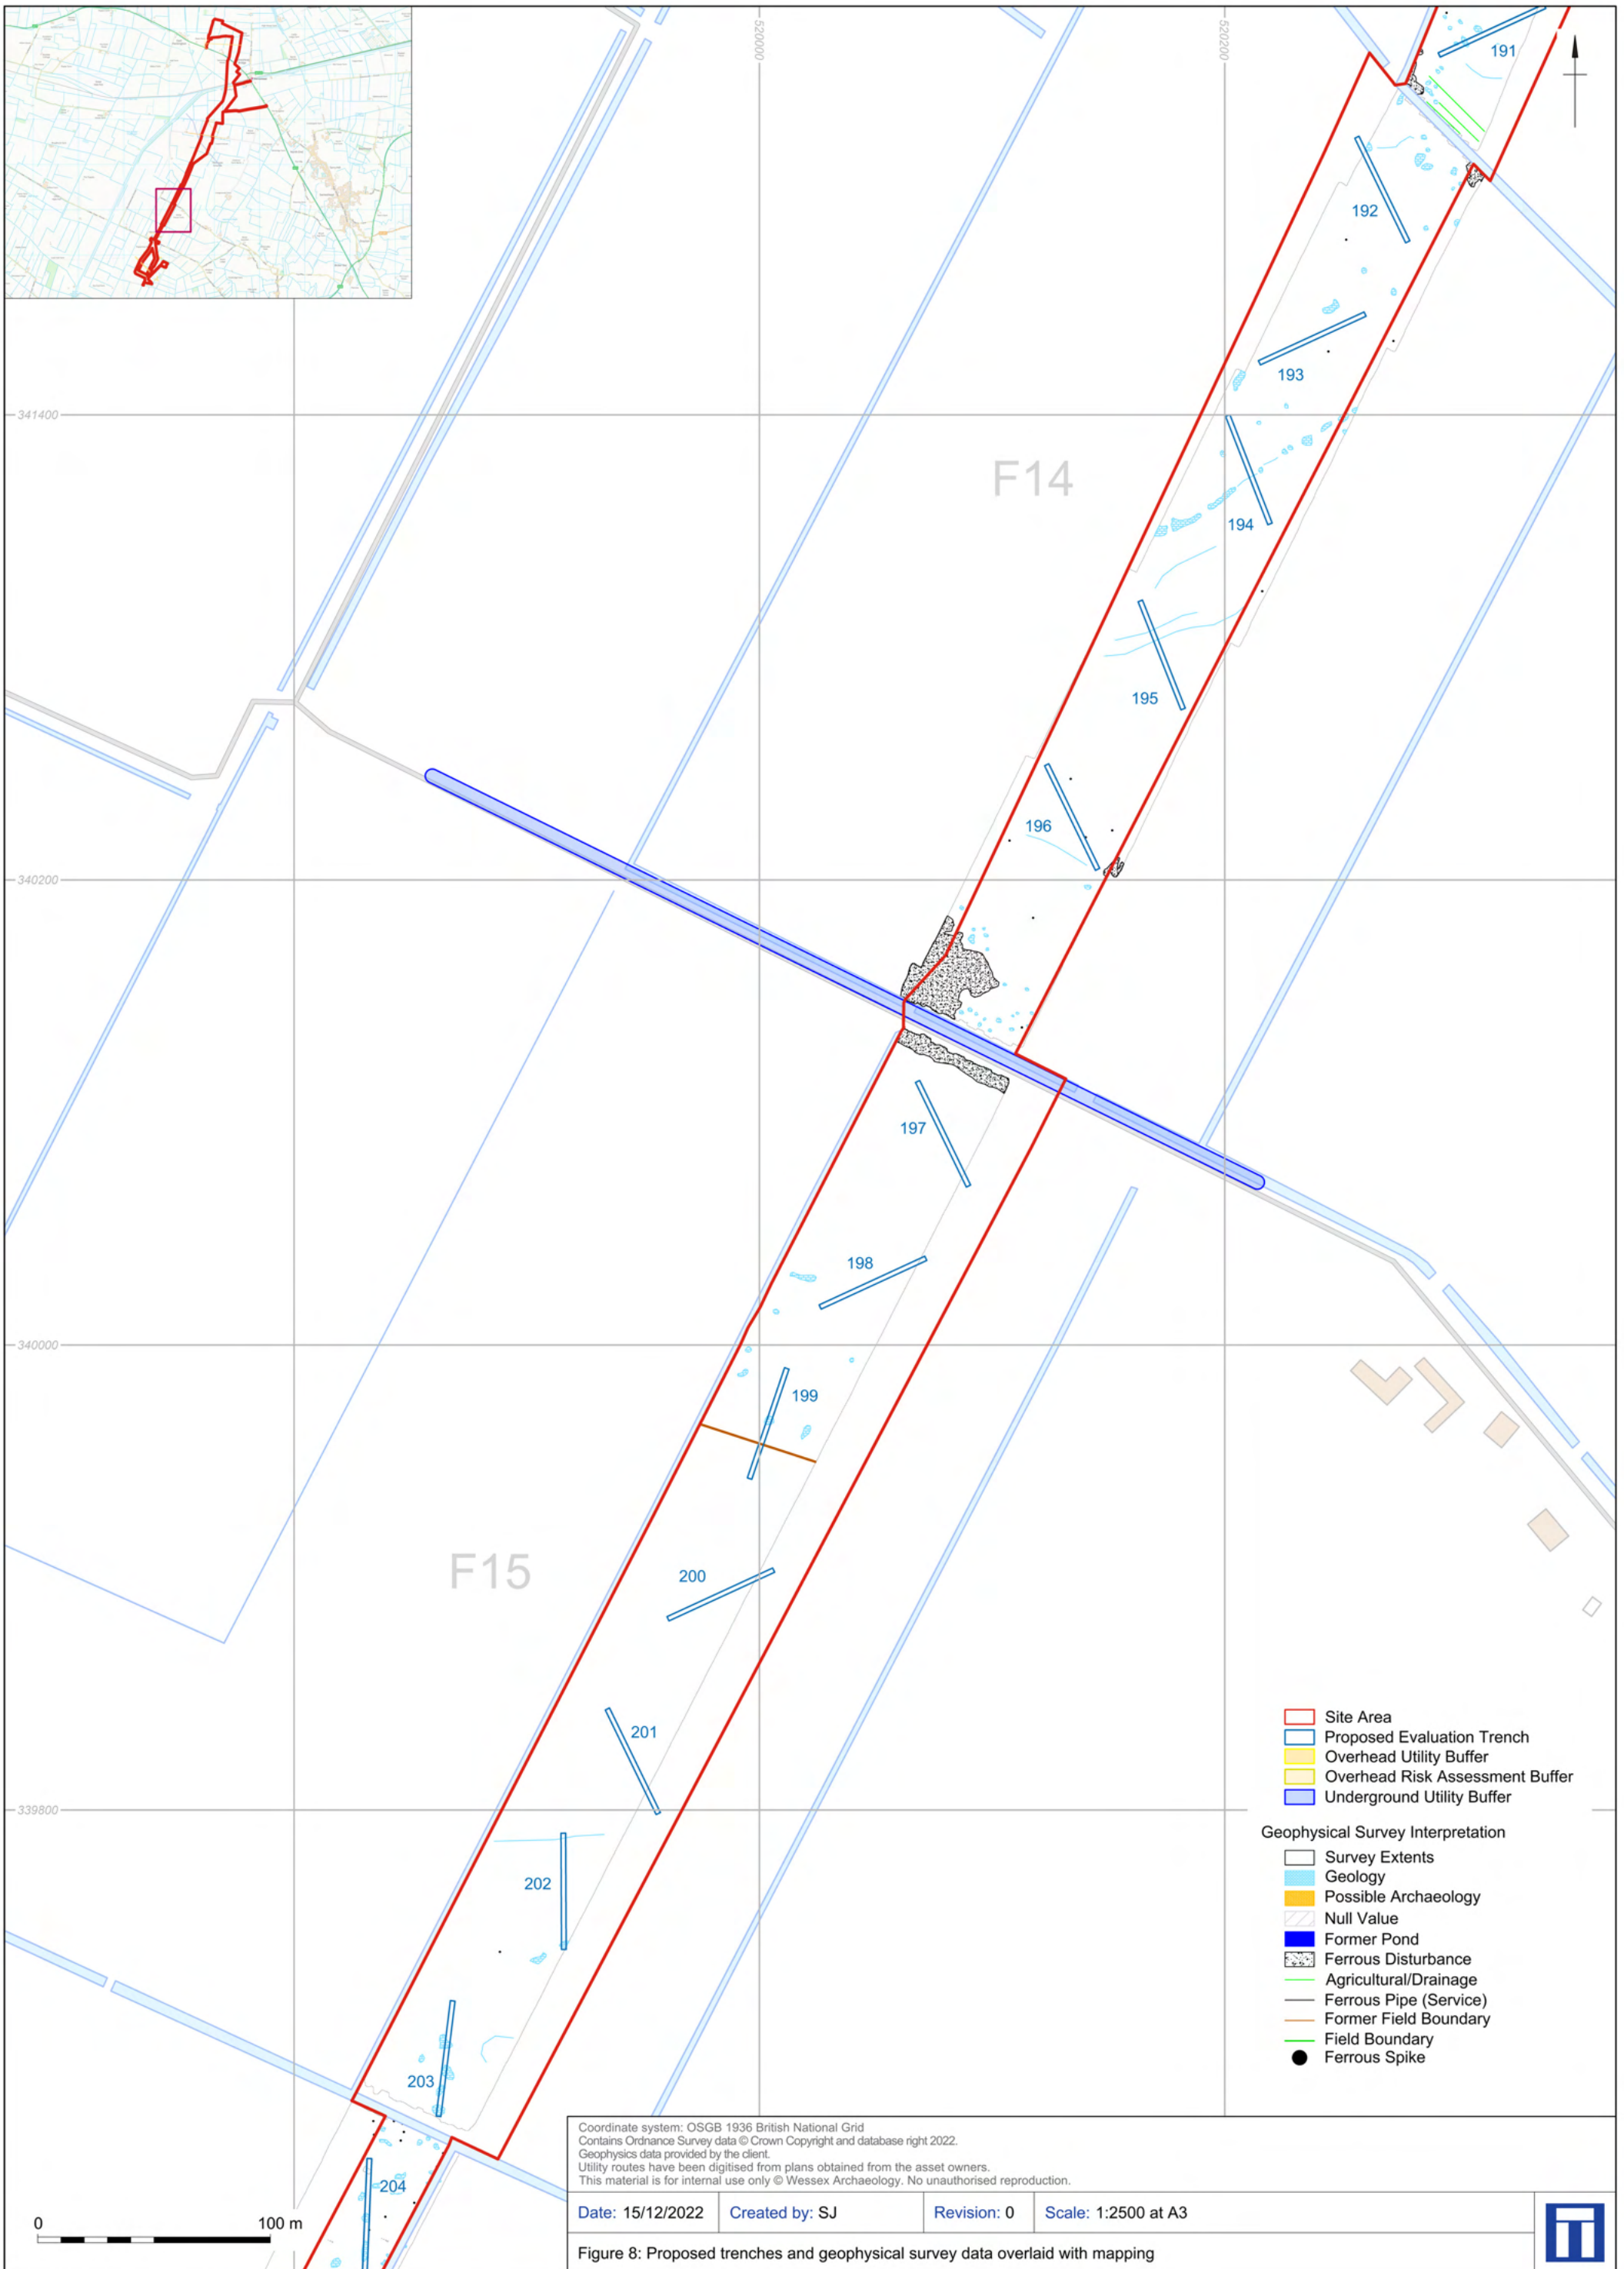 520000
520200
191
192
193
341400
F14
194
195
196
340200
197
198
340000
199
F15
200
201
339800
202
203
204
Site Area
Proposed Evaluation Trench
Overhead Utility Buffer
Overhead Risk Assessment Buffer
Underground Utility Buffer
Geophysical Survey Interpretation
Survey Extents
Geology
Possible Archaeology
Null Value
Former Pond
Ferrous Disturbance
Agricultural/Drainage
Ferrous Pipe (Service)
Former Field Boundary
Field Boundary
Ferrous Spike
0 100 m
Coordinate system: OSGB 1936 British National Grid
Contains Ordnance Survey data © Crown Copyright and database right 2022.
Geophysics data provided by the client.
Utility routes have been digitised from plans obtained from the asset owners.
This material is for internal use only © Wessex Archaeology. No unauthorised reproduction.
Date: 15/12/2022 Created by: SJ Revision: 0 Scale: 1:2500 at A3
Figure 8: Proposed trenches and geophysical survey data overlaid with mapping